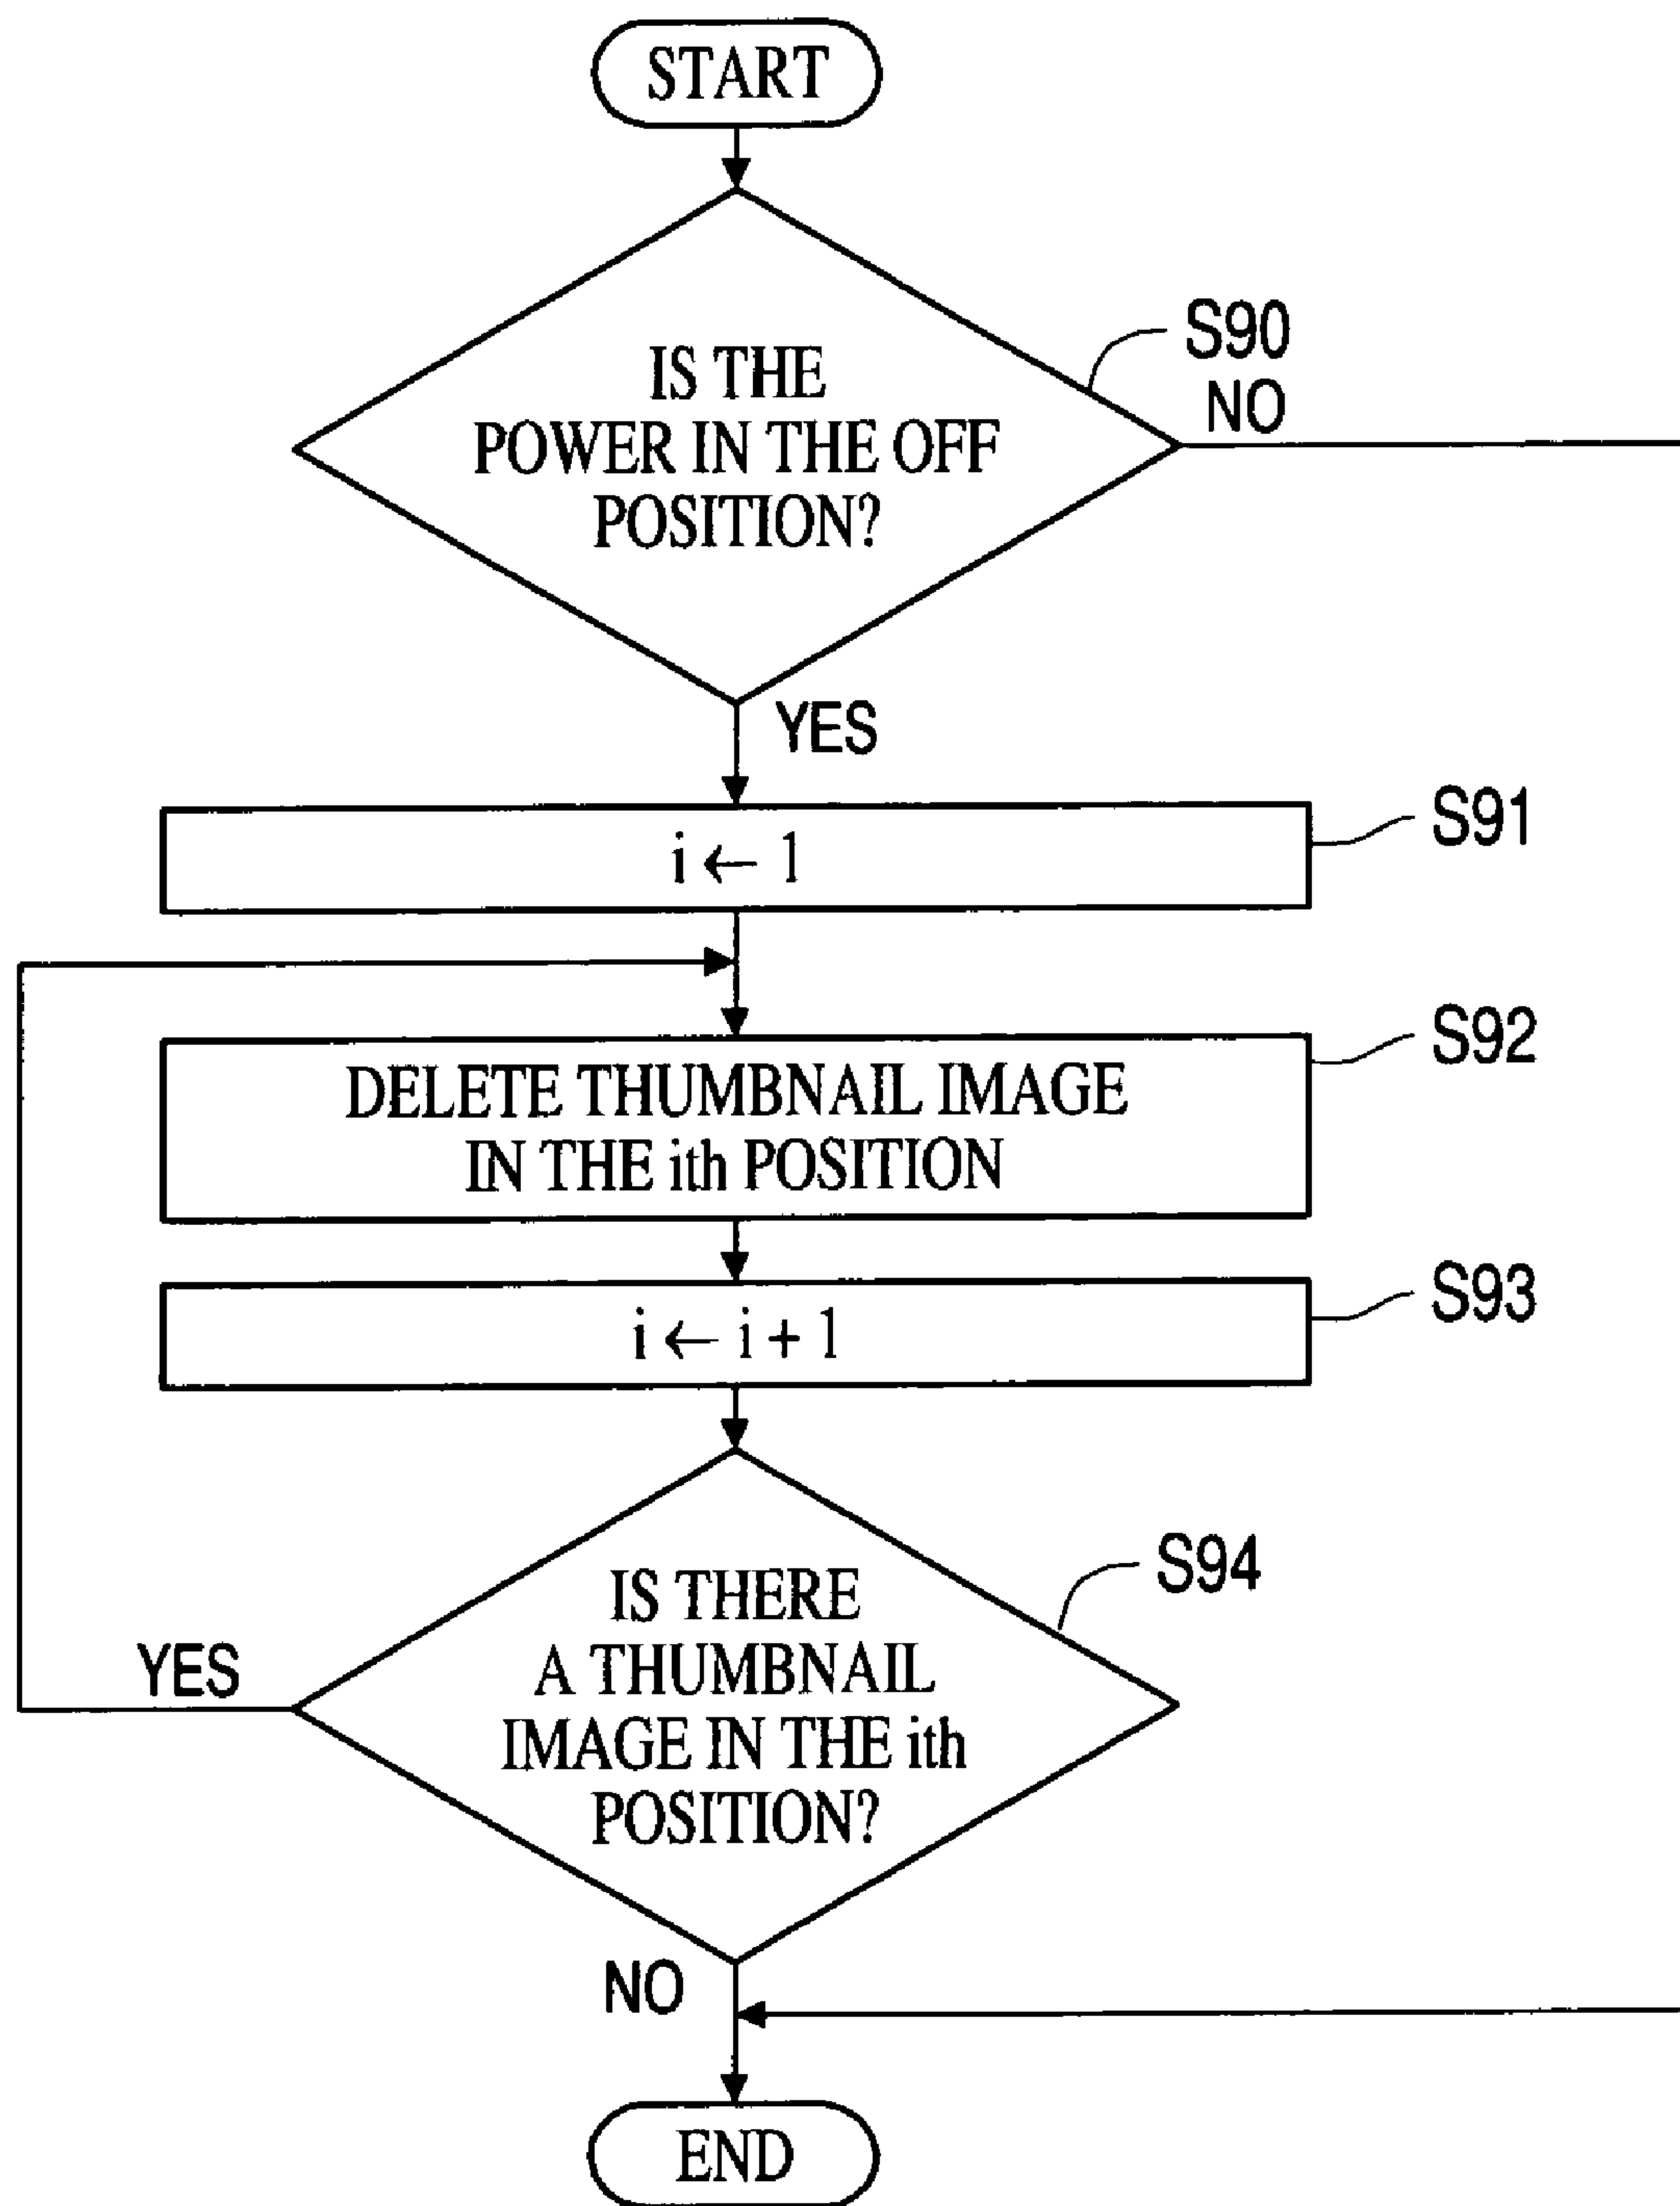 START
S90
IS THE
NO
POWER IN THE OFF
POSITION?
YES
S91
i ← 1
S92
DELETE THUMBNAIL IMAGE
IN THE ith POSITION
S93
i ← i + 1
S94
IS THERE
A THUMBNAIL
YES
IMAGE IN THE ith
POSITION?
NO
END